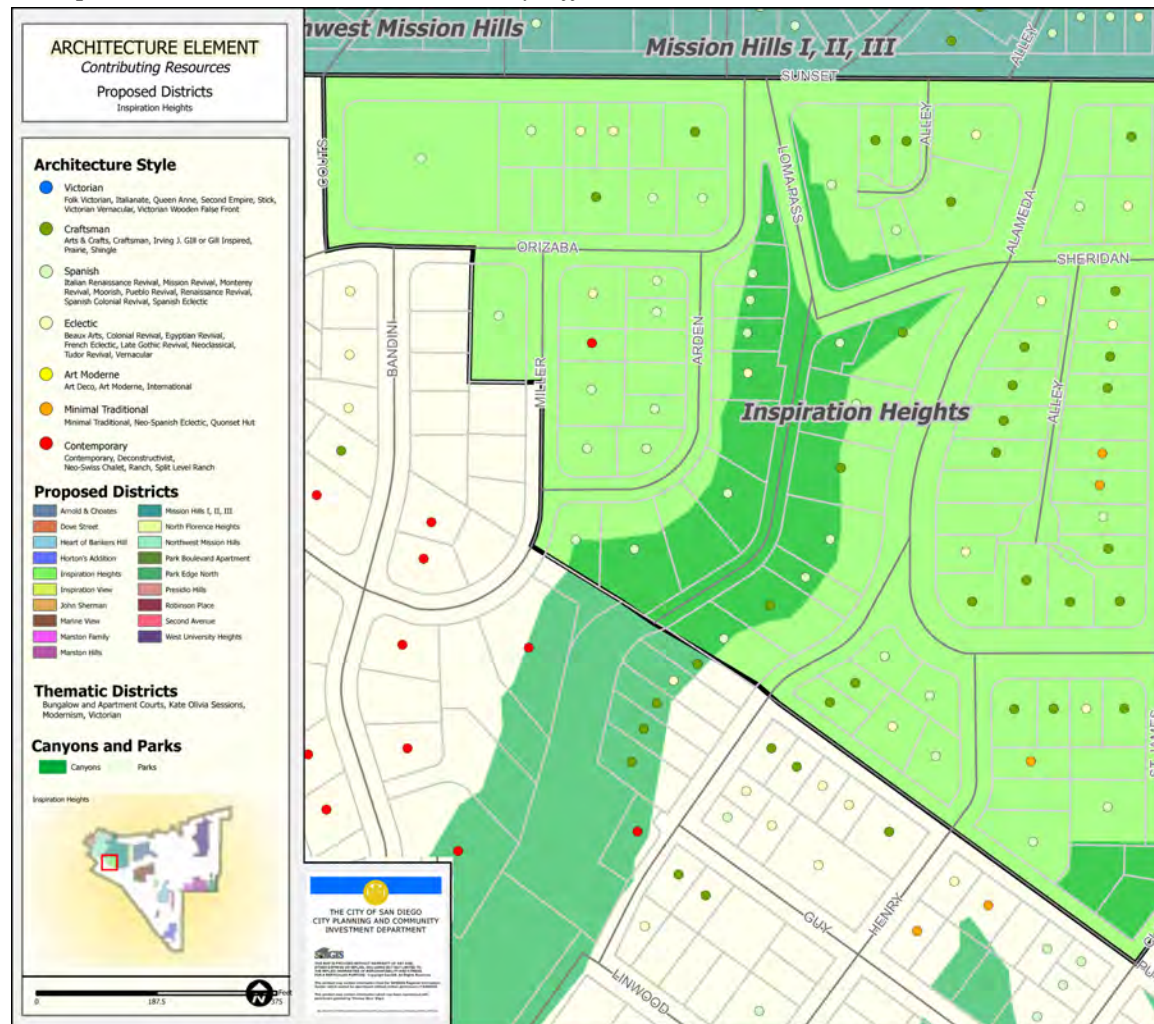 ARCHITECTURE ELEMENT
Contributing Resources
Proposed Districts
Inspiration Heights
Architecture Style
Victorian
Folk Victorian, Italianate, Queen Anne, Second Empire, Stick,
Victorian Vernacular, Victorian Wooden False Front
Craftsman
Arts & Crafts, Craftsman, Irving J. Gill or Gill Inspired,
Prairie, Shingle
Spanish
Italian Renaissance Revival, Mission Revival, Monterey
Revival, Moorish, Pueblo Revival, Renaissance Revival,
Spanish Colonial Revival, Spanish Eclectic
Eclectic
Beaux Arts, Colonial Revival, Egyptian Revival,
French Eclectic, Late Gothic Revival, Neoclassical,
Tudor Revival, Vernacular
Art Moderne
Art Deco, Art Moderne, International
Minimal Traditional
Minimal Traditional, Neo-Spanish Eclectic, Quonset Hut
Contemporary
Contemporary, Deconstructivist,
Neo-Swiss Chalet, Ranch, Split Level Ranch
Proposed Districts
Arnold & Choates
Dove Street
Heart of Bankers Hill
Horton's Addition
Inspiration Heights
Inspiration View
John Sherman
Marine View
Marston Family
Marston Hills
Mission Hills I, II, III
North Florence Heights
Northwest Mission Hills
Park Boulevard Apartment
Park Edge North
Presidio Hills
Robinson Place
Second Avenue
West University Heights
Thematic Districts
Bungalow and Apartment Courts, Kate Olivia Sessions,
Modernism, Victorian
Canyons and Parks
Canyons
Parks
Inspiration Heights
0 187.5 375
Feet
N
THE CITY OF SAN DIEGO
CITY PLANNING AND COMMUNITY
INVESTMENT DEPARTMENT
hwest Mission Hills
Mission Hills I, II, III
ALLEY
SUNSET
COUTS
LOMA PASS
ALLEY
ALAMEDA
ORIZABA
SHERIDAN
BANDINI
MILLER
ARDEN
ALLEY
Inspiration Heights
ST JAMES
HENRY
GUY
LINWOOD
PU